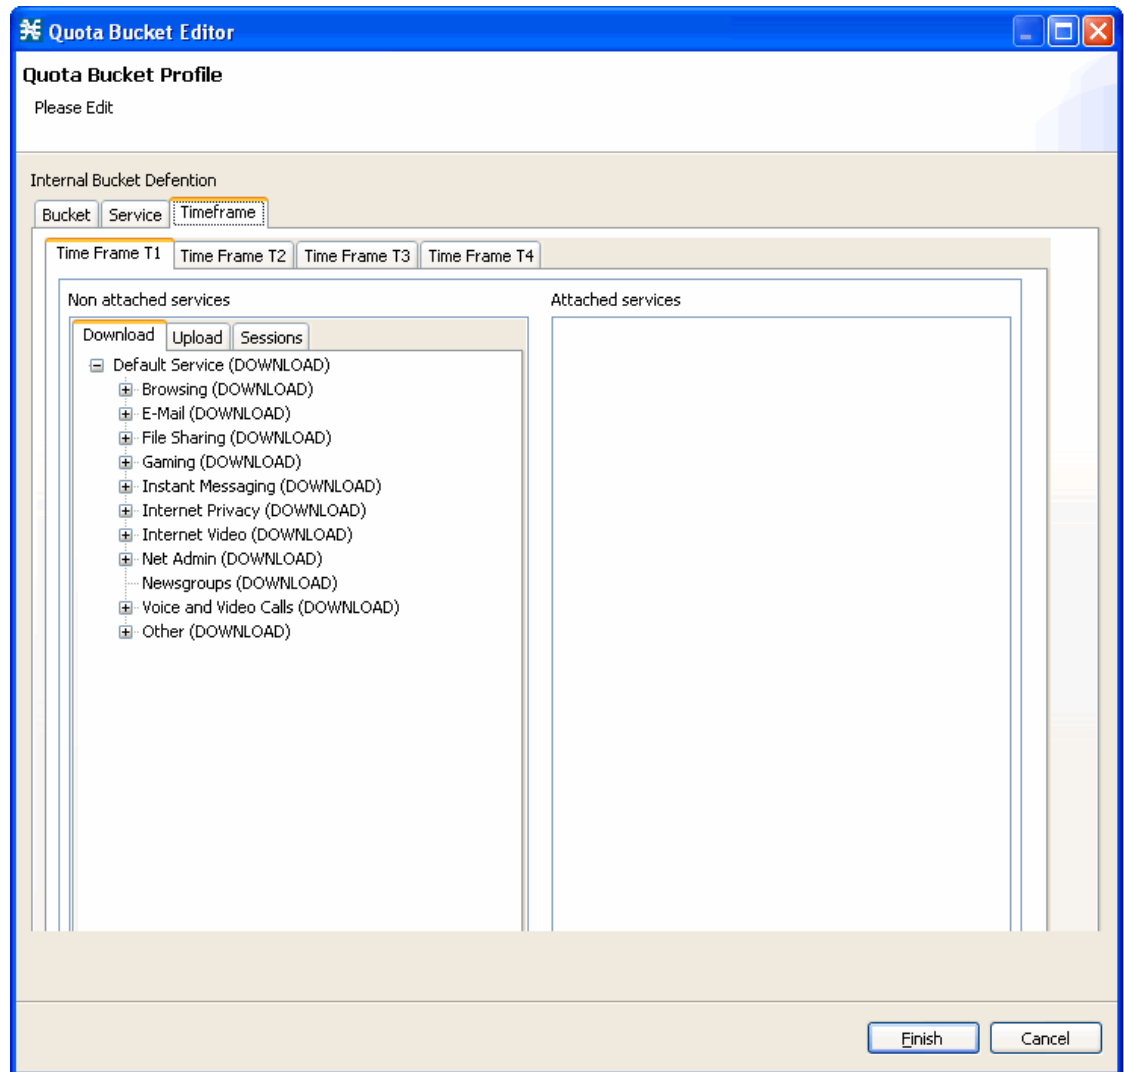 Quota Bucket Editor
Quota Bucket Profile
Please Edit
Internal Bucket Defention
Bucket Service Timeframe
Time Frame T1 Time Frame T2 Time Frame T3 Time Frame T4
Non attached services Attached services
Download Upload Sessions
Default Service (DOWNLOAD)
Browsing (DOWNLOAD)
E-Mail (DOWNLOAD)
File Sharing (DOWNLOAD)
Gaming (DOWNLOAD)
Instant Messaging (DOWNLOAD)
Internet Privacy (DOWNLOAD)
Internet Video (DOWNLOAD)
Net Admin (DOWNLOAD)
Newsgroups (DOWNLOAD)
Voice and Video Calls (DOWNLOAD)
Other (DOWNLOAD)
Finish Cancel